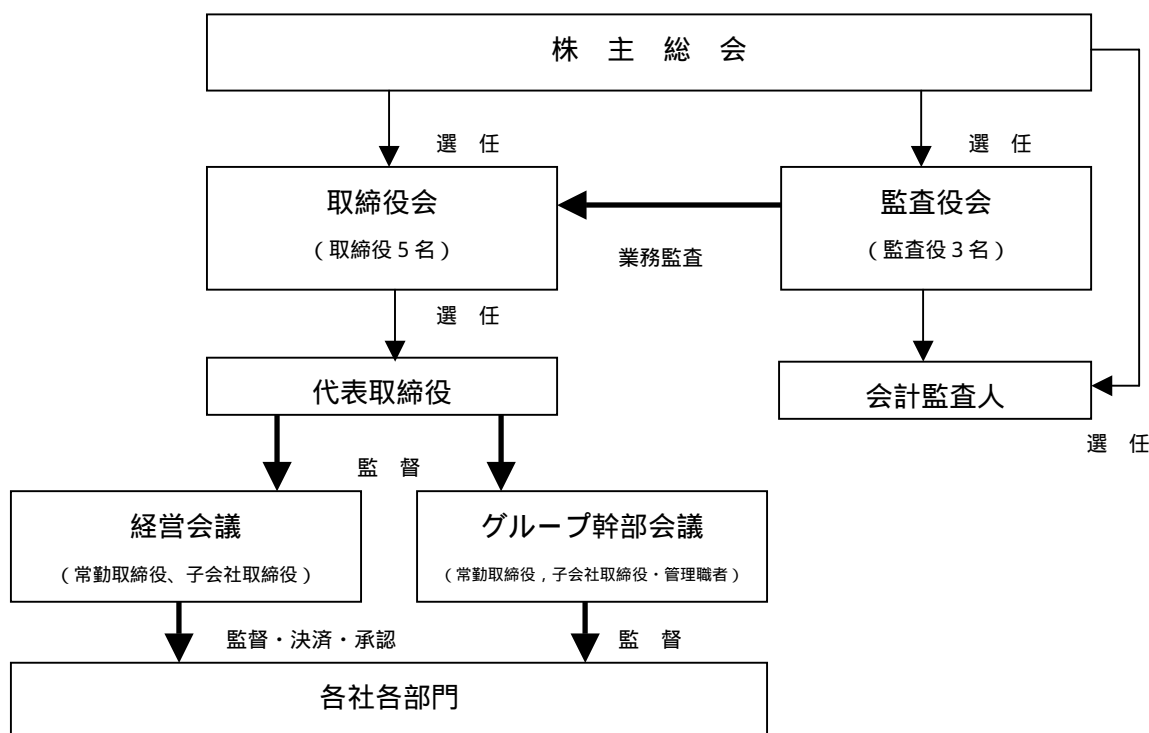 株　主　総　会
選　任
選　任
取締役会
（取締役５名）
業務監査
監査役会
（監査役３名）
選　任
代表取締役
会計監査人
選　任
監　督
経営会議
（常勤取締役、子会社取締役）
グループ幹部会議
（常勤取締役，子会社取締役・管理職者）
監督・決済・承認
監　督
各社各部門